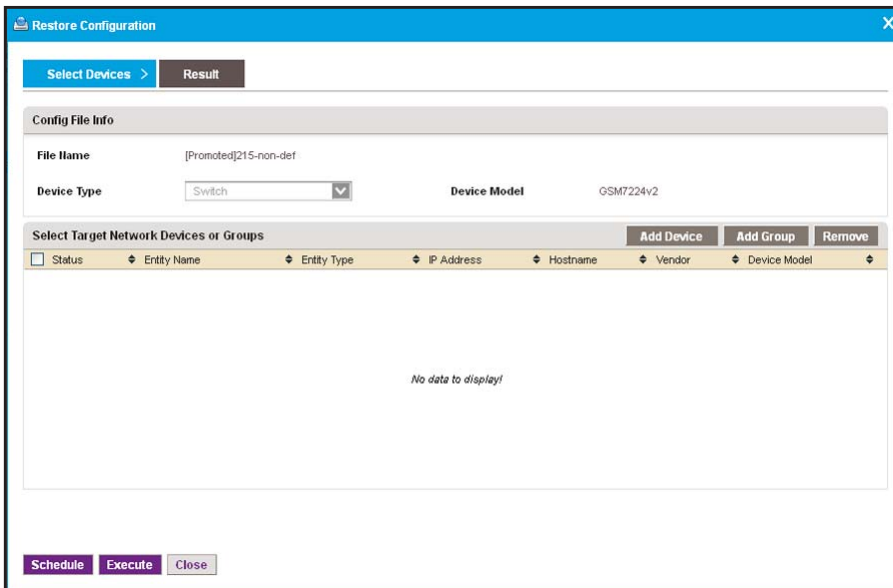 Restore Configuration X
Select Devices > Result
Config File Info
File Name [Promoted]215-non-def
Device Type Switch Device Model GSM7224v2
Select Target Network Devices or Groups Add Device Add Group Remove
Status Entity Name Entity Type IP Address Hostname Vendor Device Model
No data to display!
Schedule Execute Close